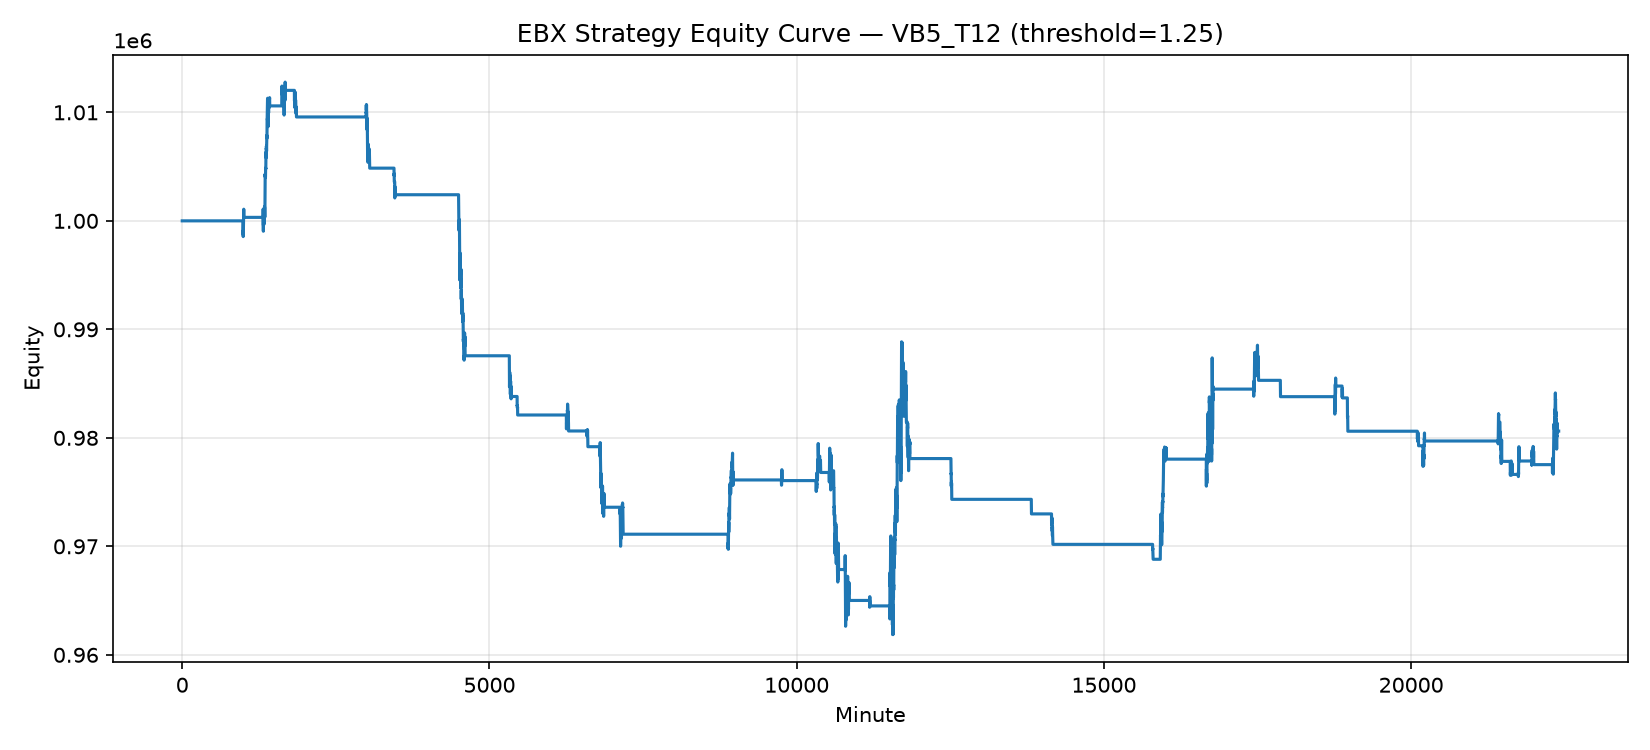 EBX Strategy Equity Curve — VB5_T12 (threshold=1.25)
1e6
1.01
1.00
0.99
0.98
0.97
0.96
Equity
0 5000 10000 15000 20000
Minute